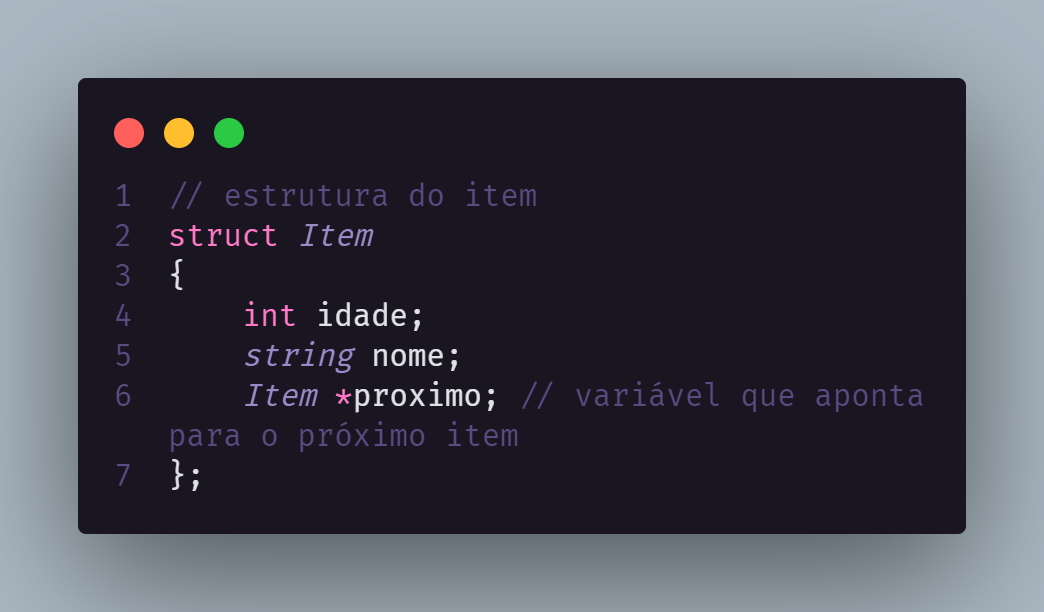 1 // estrutura do item
2 struct Item
3 {
4     int idade;
5     string nome;
6     Item *proximo; // variável que aponta
para o próximo item
7 };